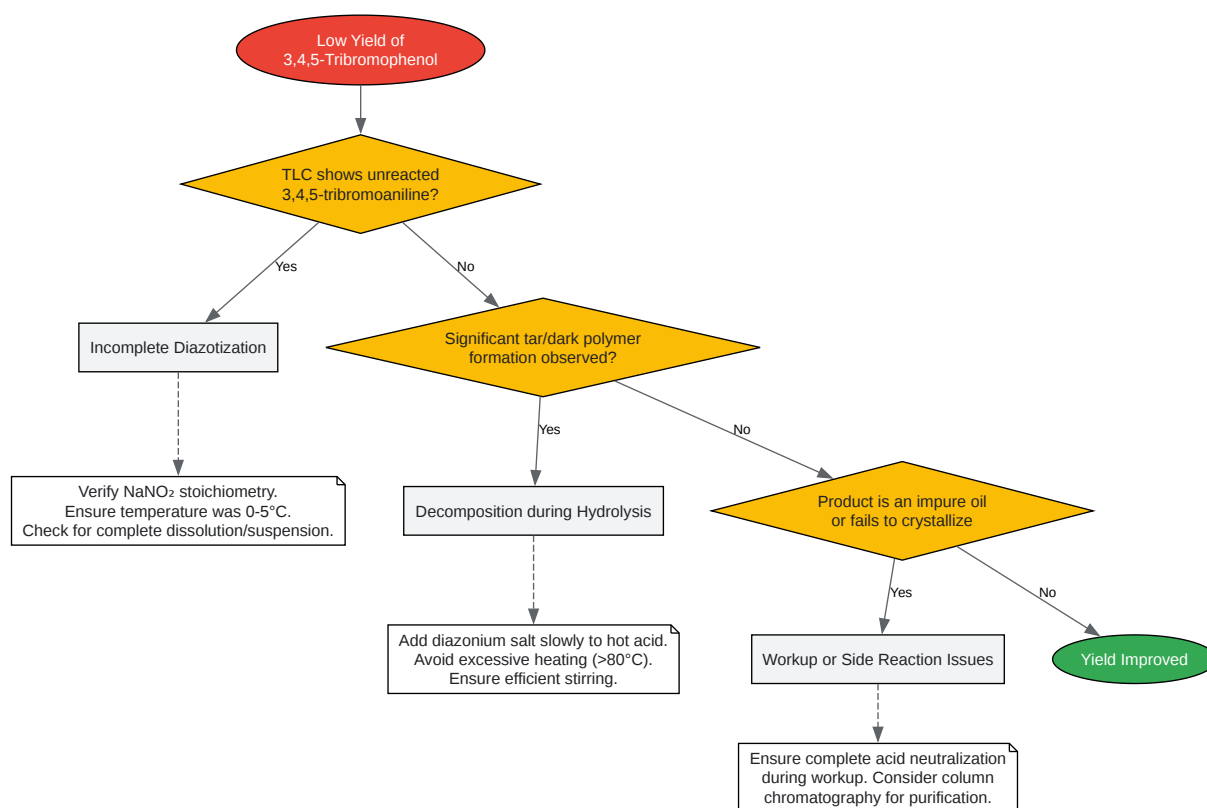 Low Yield of
3,4,5-Tribromophenol
TLC shows unreacted
3,4,5-tribromoaniline?
Yes
No
Incomplete Diazotization
Significant tar/dark polymer
formation observed?
Yes
No
Verify NaNO₂ stoichiometry.
Ensure temperature was 0-5°C.
Check for complete dissolution/suspension.
Decomposition during Hydrolysis
Product is an impure oil
or fails to crystallize
Yes
No
Add diazonium salt slowly to hot acid.
Avoid excessive heating (>80°C).
Ensure efficient stirring.
Workup or Side Reaction Issues
Yield Improved
Ensure complete acid neutralization
during workup. Consider column
chromatography for purification.